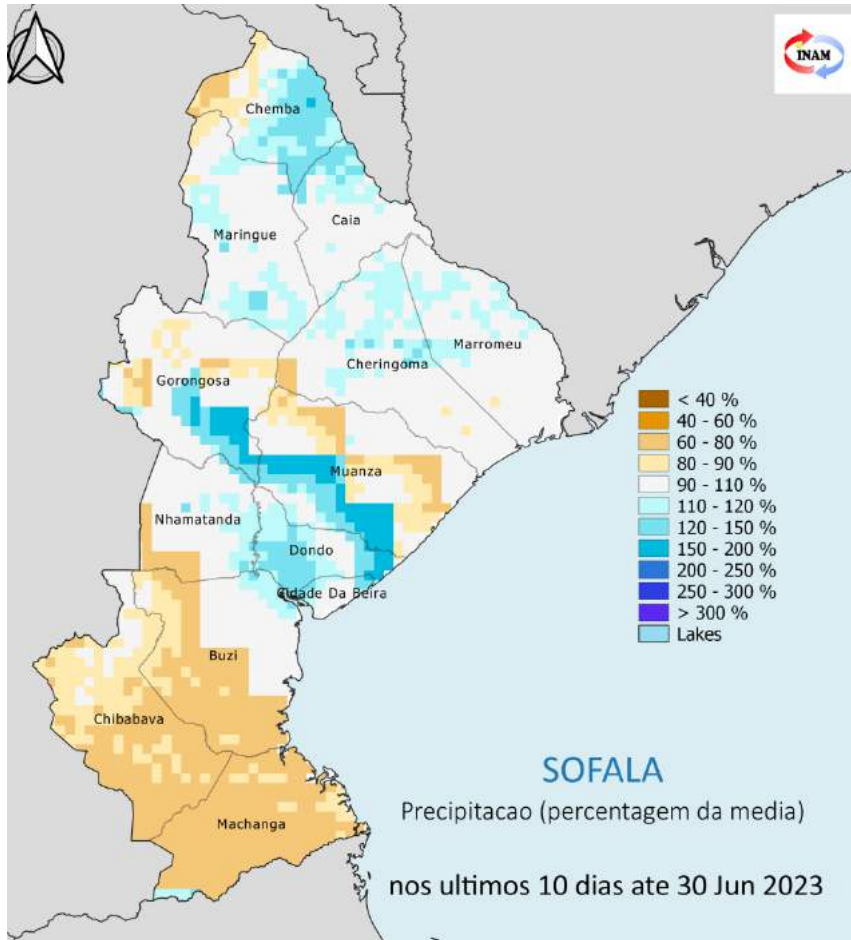 INAM
Chemba
Caia
Maringue
Marromeu
Cheringoma
Gorongosa
Muanza
Nhamatanda
Dondo
Cidade Da Beira
Buzi
Chibabava
Machanga
< 40 %
40 - 60 %
60 - 80 %
80 - 90 %
90 - 110 %
110 - 120 %
120 - 150 %
150 - 200 %
200 - 250 %
250 - 300 %
> 300 %
Lakes
SOFALA
Precipitacao (percentagem da media)
nos ultimos 10 dias ate 30 Jun 2023